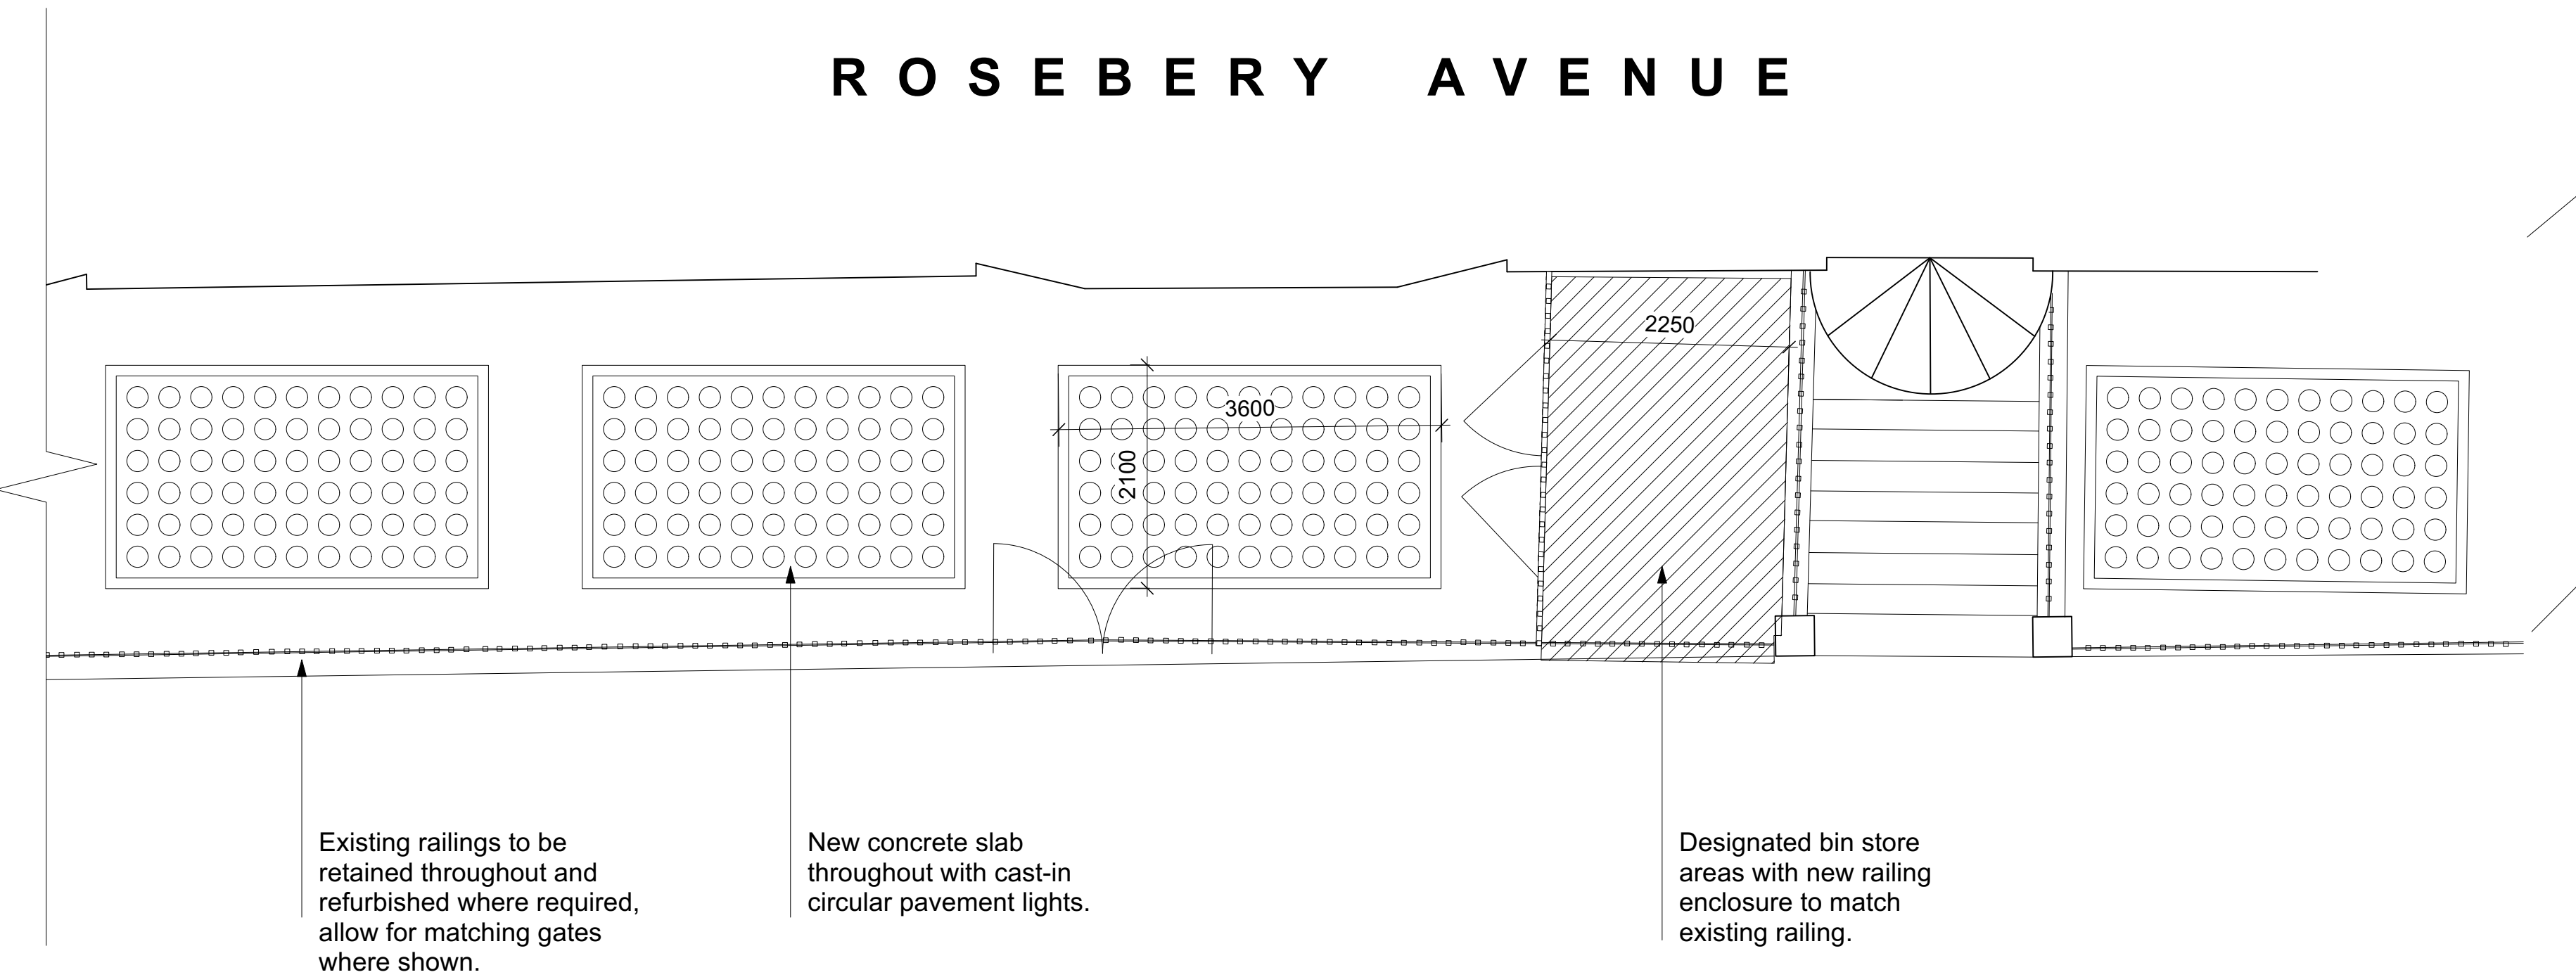 ROSEBERY AVENUE
2250
3600
2100
Existing railings to be
retained throughout and
refurbished where required,
allow for matching gates
where shown.
New concrete slab
throughout with cast-in
circular pavement lights.
Designated bin store
areas with new railing
enclosure to match
existing railing.